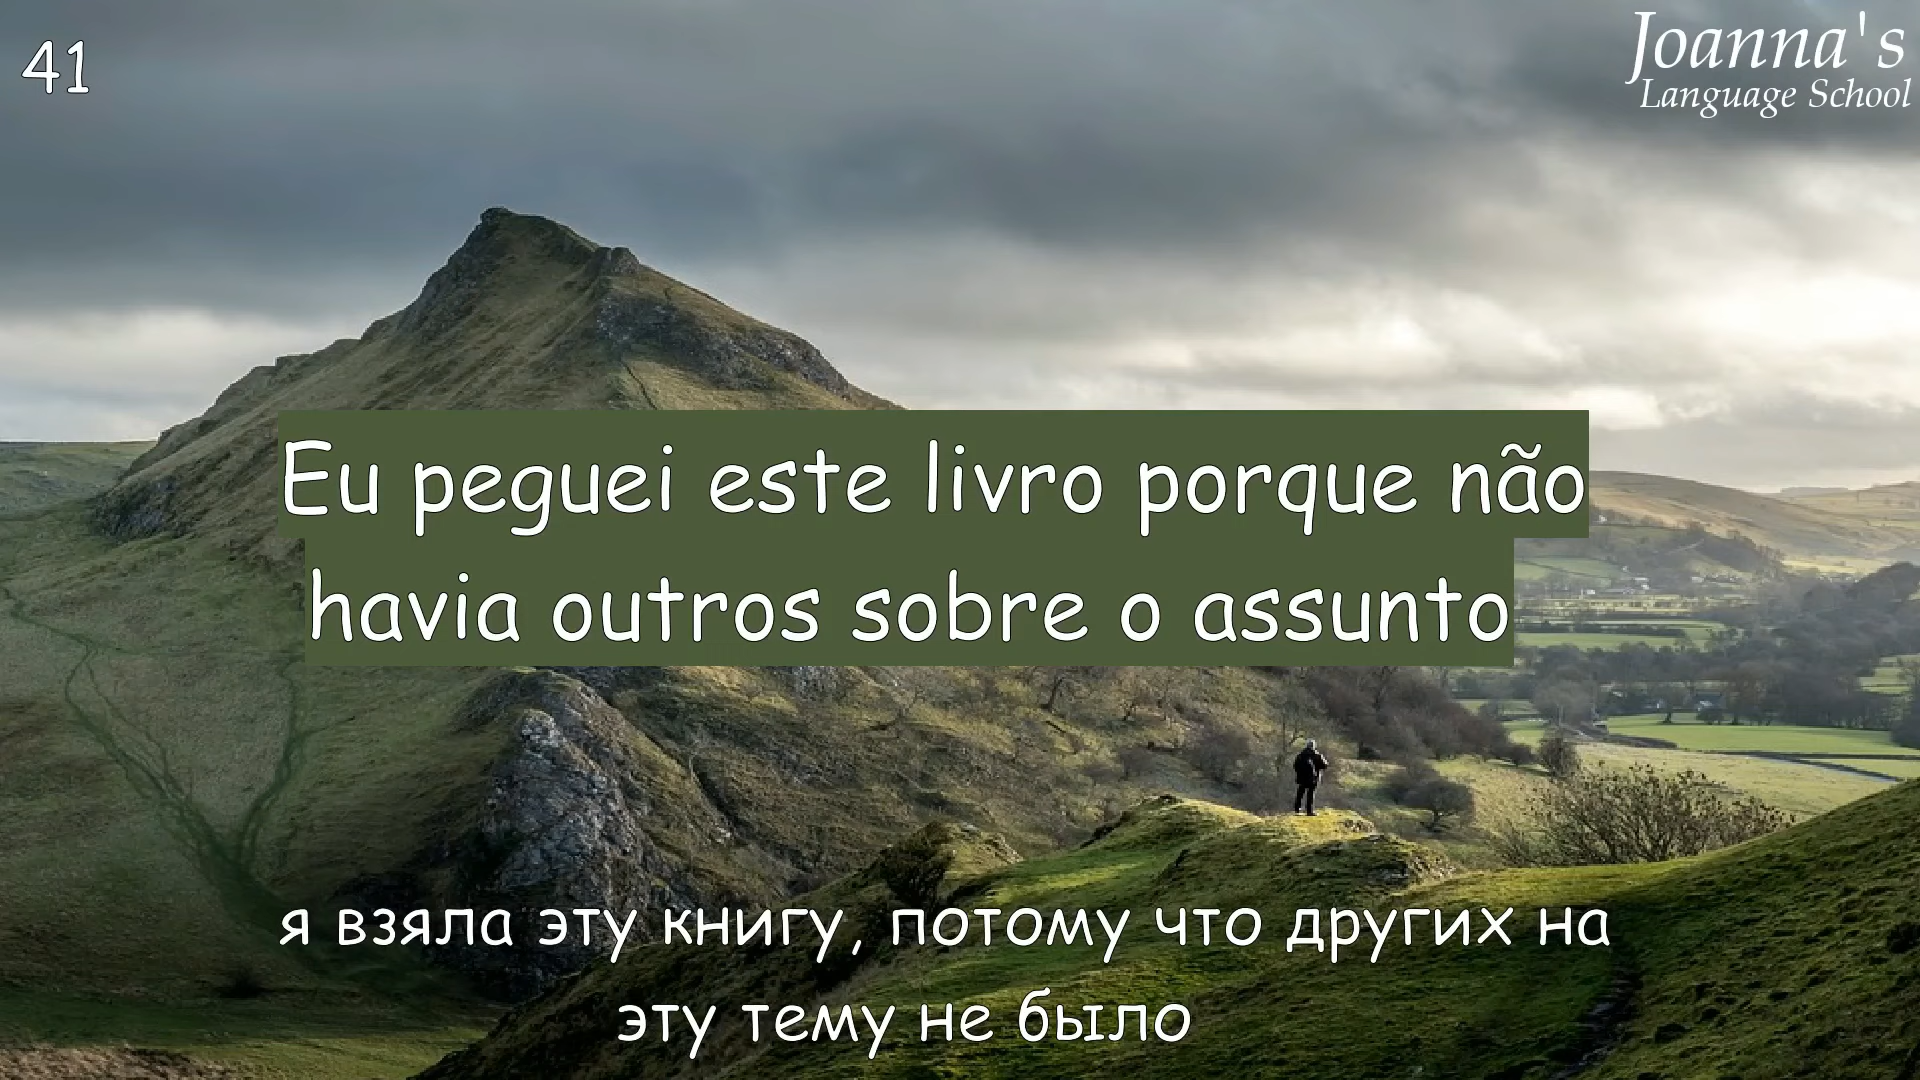 41
Joanna's
Language School
Eu peguei este livro porque não
havia outros sobre o assunto
я взяла эту книгу, потому что других на
эту тему не было